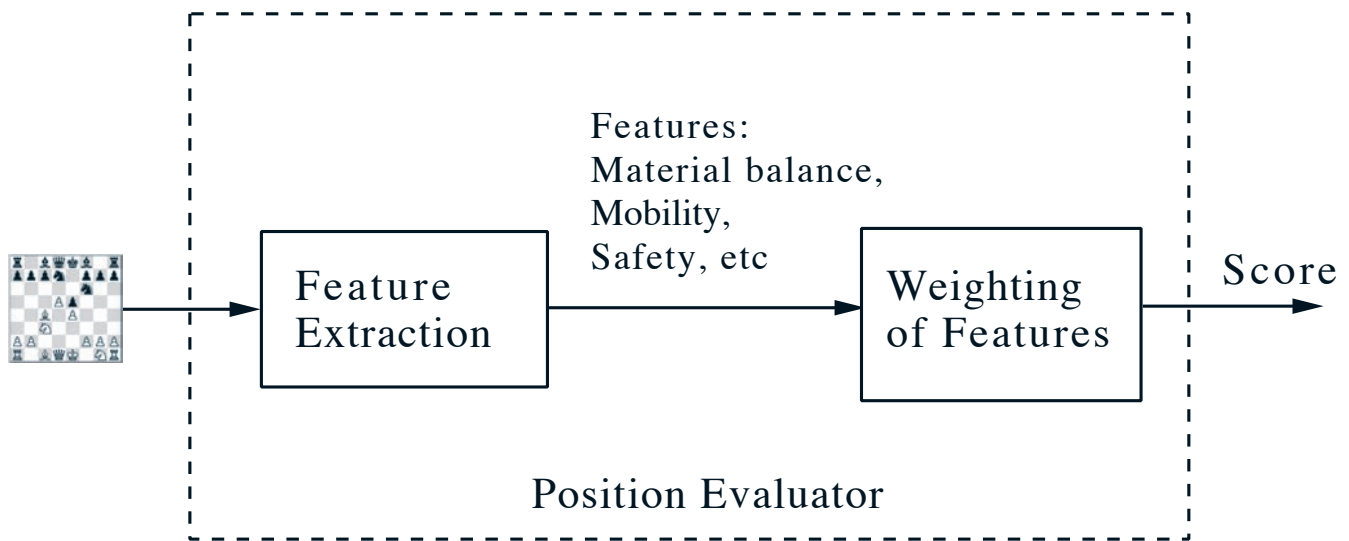 Features:
Material balance,
Mobility,
Safety, etc
Feature
Extraction
Weighting
of Features
Score
Position Evaluator